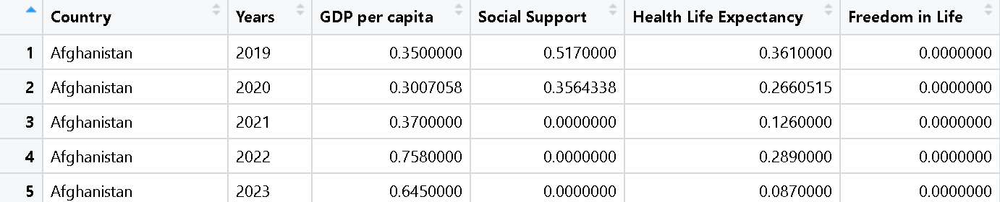 Country Years GDP per capita Social Support Health Life Expectancy Freedom in Life
1 Afghanistan 2019 0.3500000 0.5170000 0.3610000 0.0000000
2 Afghanistan 2020 0.3007058 0.3564338 0.2660515 0.0000000
3 Afghanistan 2021 0.3700000 0.0000000 0.1260000 0.0000000
4 Afghanistan 2022 0.7580000 0.0000000 0.2890000 0.0000000
5 Afghanistan 2023 0.6450000 0.0000000 0.0870000 0.0000000